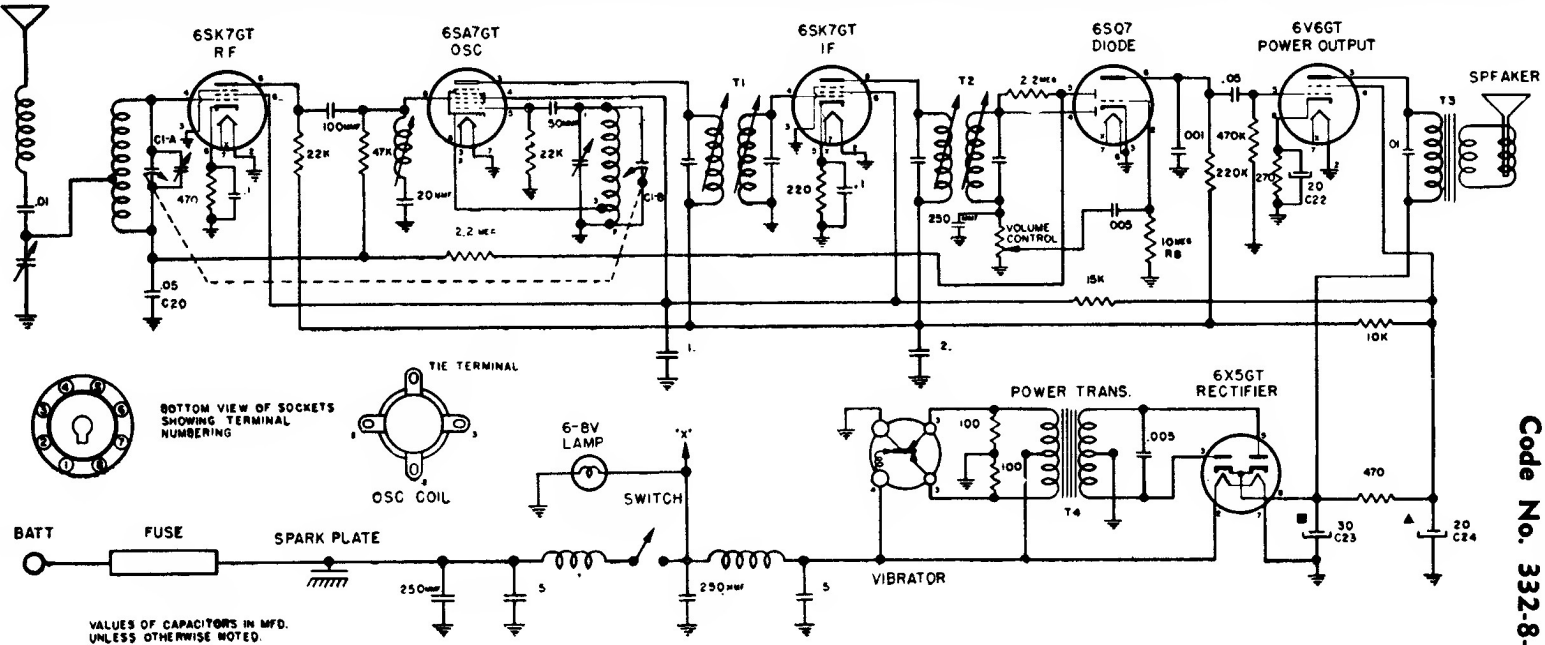 6SK7GT
RF
6SA7GT
OSC
6SK7GT
IF
6SQ7
DIODE
6V6GT
POWER OUTPUT
SPEAKER
T1
T2
T3
2.2 MEG
.05
C1-A
100MMF
50MMF
.01
470
.1
22K
47K
22K
20MMF
C1-B
220
.1
250MMF
VOLUME
CONTROL
.005
.001
470K
220K
270
20
C22
.01
10MEG
R8
2.2 MEG
.05
C20
15K
10K
1.
2.
BOTTOM VIEW OF SOCKETS
SHOWING TERMINAL
NUMBERING
TIE TERMINAL
OSC COIL
6-8V
LAMP
"X"
SWITCH
POWER TRANS.
6X5GT
RECTIFIER
100
100
.005
T4
470
30
C23
20
C24
BATT
FUSE
SPARK PLATE
250MMF
.5
250MMF
.5
VIBRATOR
VALUES OF CAPACITORS IN MFD.
UNLESS OTHERWISE NOTED.
Code No. 332-8-